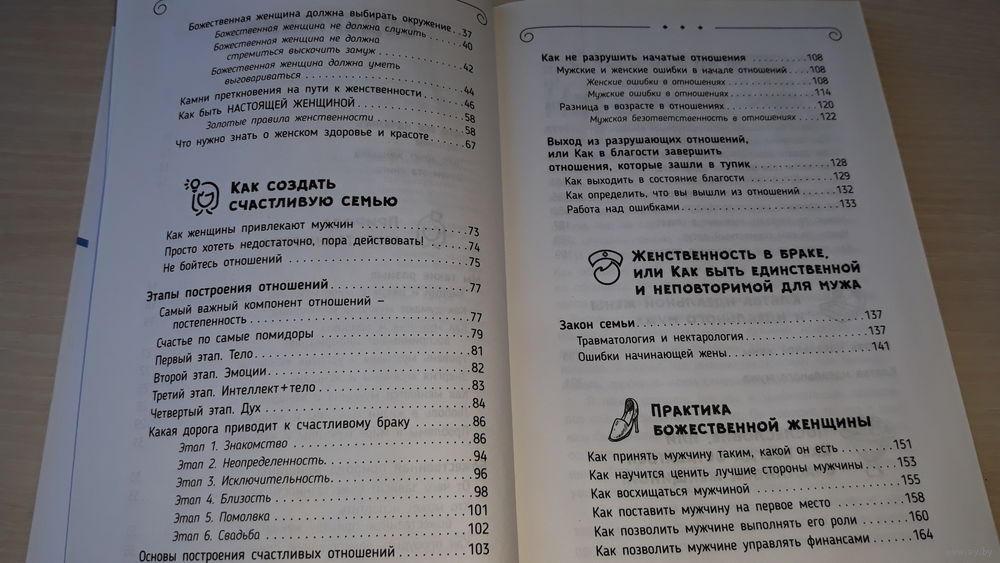 Божественная женщина должна выбирать окружение..37
Божественная женщина не должна служить......40
Божественная женщина не должна
стремиться выскочить замуж..........42
Божественная женщина должна уметь
выговариваться....................44
Камни преткновения на пути к женственности....46
Как быть НАСТОЯЩЕЙ ЖЕНЩИНОЙ............58
Золотые правила женственности...........58
Что нужно знать о женском здоровье и красоте....67
Как создать
счастливую семью
Как женщины привлекают мужчин............73
Просто хотеть недостаточно, пора действовать!....74
Не бойтесь отношений....................75
Этапы построения отношений................77
Самый важный компонент отношений –
постепенность.........................77
Счастье по самые помидоры...............79
Первый этап. Тело.......................81
Второй этап. Эмоции.....................82
Третий этап. Интеллект+тело..............83
Четвертый этап. Дух.....................84
Какая дорога приводит к счастливому браку......86
Этап 1. Знакомство.....................86
Этап 2. Неопределенность................94
Этап 3. Исключительность................96
Этап 4. Близость.......................98
Этап 5. Помолвка.......................101
Этап 6. Свадьба........................102
Основы построения счастливых отношений.......103
Как не разрушить начатые отношения.........108
Мужские и женские ошибки в начале отношений....108
Женские ошибки в отношениях............108
Мужские ошибки в отношениях............114
Разница в возрасте в отношениях............120
Мужская безответственность в отношениях....122
Выход из разрушающих отношений,
или Как в благости завершить
отношения, которые зашли в тупик...........128
Как выходить в состояние благости...........129
Как определить, что вы вышли из отношений.....132
Работа над ошибками......................133
Женственность в браке,
или Как быть единственной
и неповторимой для мужа
Закон семьи.............................137
Травматология и нектарология...............137
Ошибки начинающей жены..................141
Практика
божественной женщины
Как принять мужчину таким, какой он есть.......151
Как научится ценить лучшие стороны мужчины.....153
Как восхищаться мужчиной..................155
Как поставить мужчину на первое место.........158
Как позволить мужчине выполнять его роли.......160
Как позволить мужчине управлять финансами......164